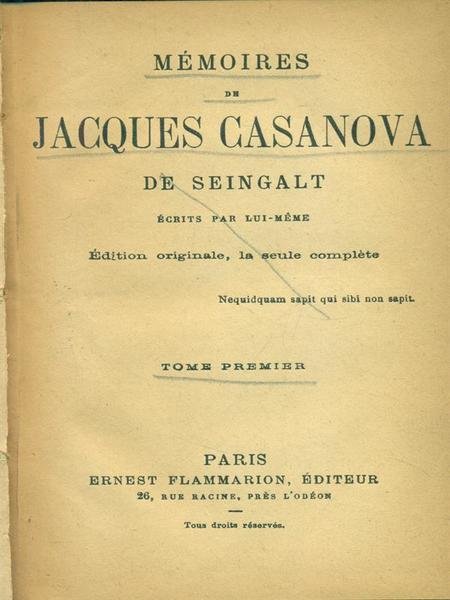 MÉMOIRES
DE
JACQUES CASANOVA
DE SEINGALT
ÉCRITS PAR LUI-MÊME
Édition originale, la seule complète
Nequidquam sapit qui sibi non sapit.
TOME PREMIER
PARIS
ERNEST FLAMMARION, ÉDITEUR
26, RUE RACINE, PRÈS L'ODÉON
Tous droits réservés.